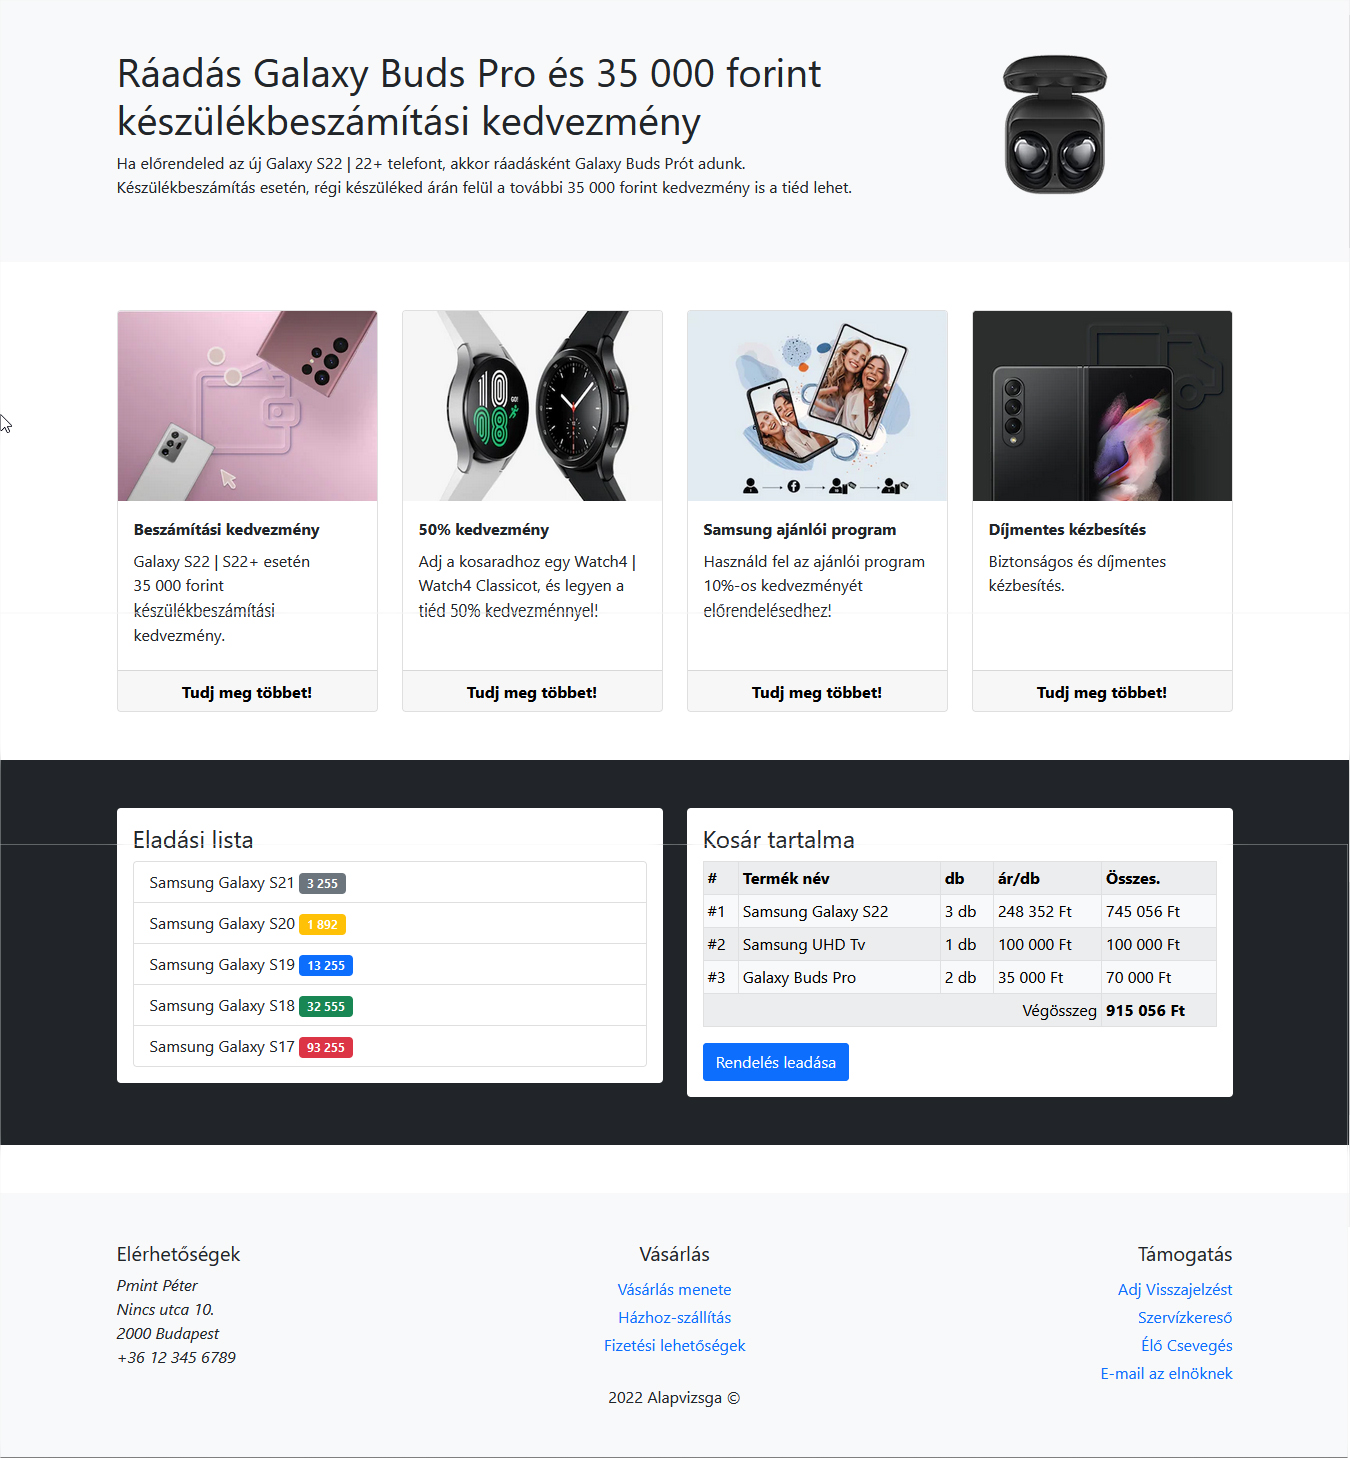 Ráadás Galaxy Buds Pro és 35 000 forint
készülékbeszámítási kedvezmény
Ha előrendeled az új Galaxy S22 | 22+ telefont, akkor ráadásként Galaxy Buds Prót adunk.
Készülékbeszámítás esetén, régi készüléked árán felül a további 35 000 forint kedvezmény is a tiéd lehet.
10
08
GO!
Beszámítási kedvezmény
Galaxy S22 | S22+ esetén
35 000 forint
készülékbeszámítási
kedvezmény.
Tudj meg többet!
50% kedvezmény
Adj a kosaradhoz egy Watch4 |
Watch4 Classicot, és legyen a
tiéd 50% kedvezménnyel!
Tudj meg többet!
Samsung ajánlói program
Használd fel az ajánlói program
10%-os kedvezményét
előrendelésedhez!
Tudj meg többet!
Díjmentes kézbesítés
Biztonságos és díjmentes
kézbesítés.
Tudj meg többet!
Eladási lista
Samsung Galaxy S21 3 255
Samsung Galaxy S20 1 892
Samsung Galaxy S19 13 255
Samsung Galaxy S18 32 555
Samsung Galaxy S17 93 255
Kosár tartalma
# Termék név db ár/db Összes.
#1 Samsung Galaxy S22 3 db 248 352 Ft 745 056 Ft
#2 Samsung UHD Tv 1 db 100 000 Ft 100 000 Ft
#3 Galaxy Buds Pro 2 db 35 000 Ft 70 000 Ft
Végösszeg 915 056 Ft
Rendelés leadása
Elérhetőségek
Pmint Péter
Nincs utca 10.
2000 Budapest
+36 12 345 6789
Vásárlás
Vásárlás menete
Házhoz-szállítás
Fizetési lehetőségek
Támogatás
Adj Visszajelzést
Szervízkereső
Élő Csevegés
E-mail az elnöknek
2022 Alapvizsga ©